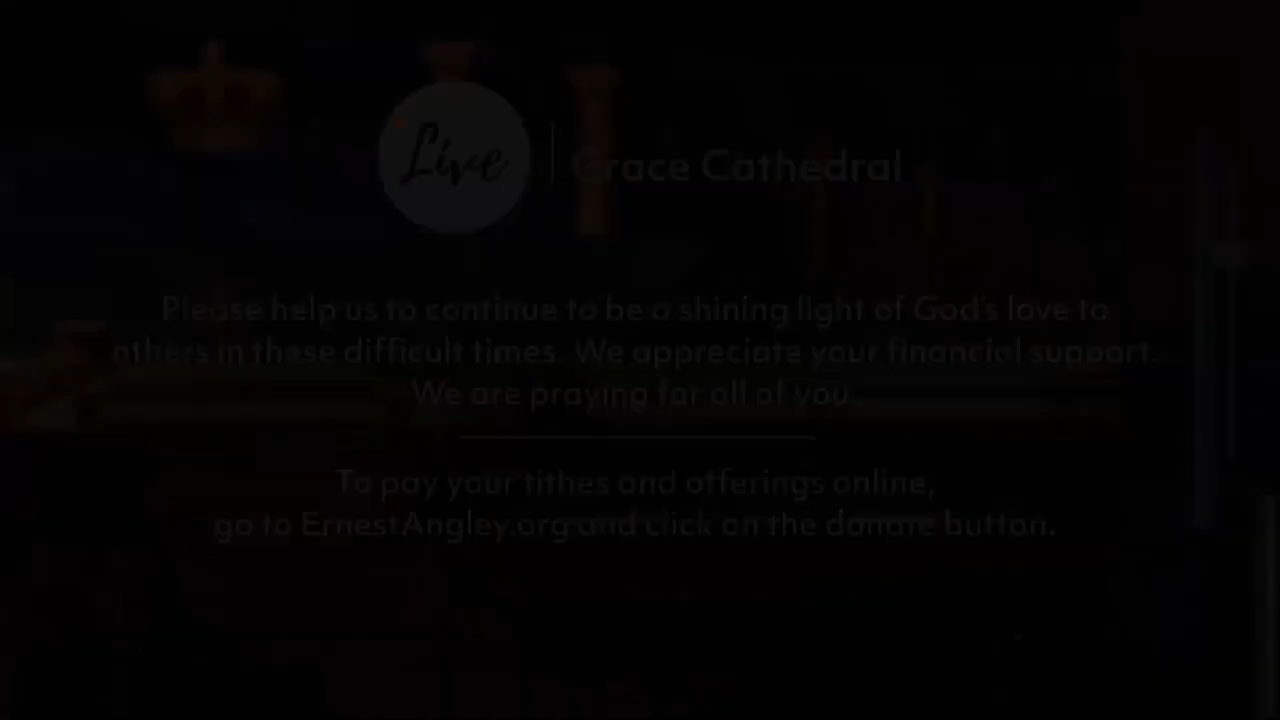 Live | Grace Cathedral
Please help us to continue to be a shining light of God's love to
others in these difficult times. We appreciate your financial support.
We are praying for all of you.
To pay your tithes and offerings online,
go to ErnestAngley.org and click on the donate button.